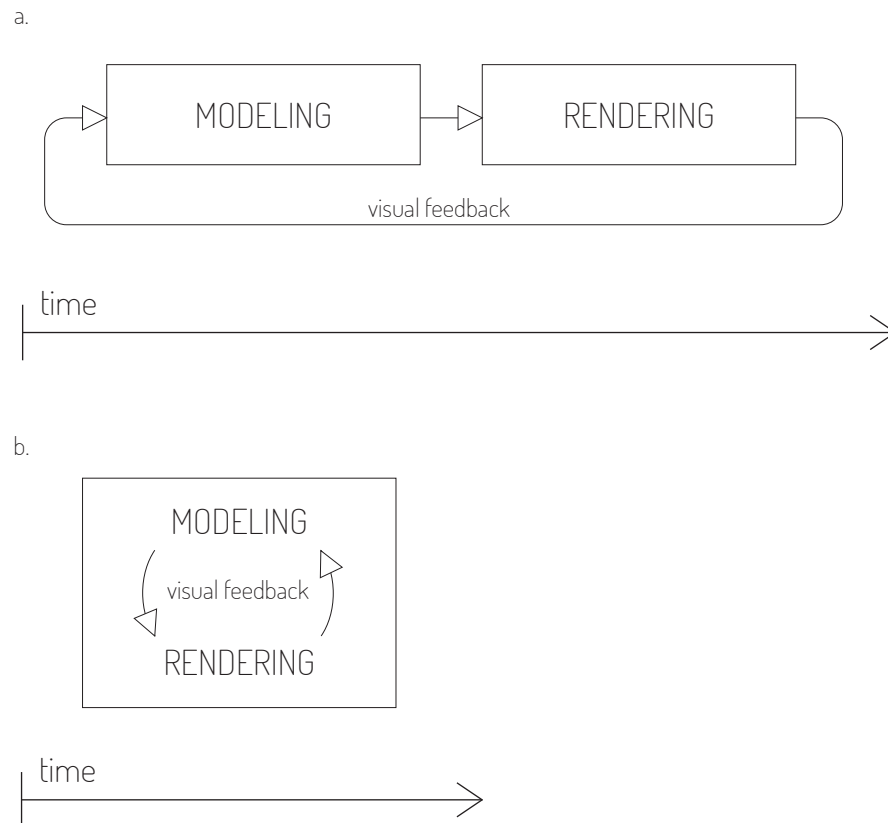 a.
MODELING
RENDERING
visual feedback
time
b.
MODELING
visual feedback
RENDERING
time